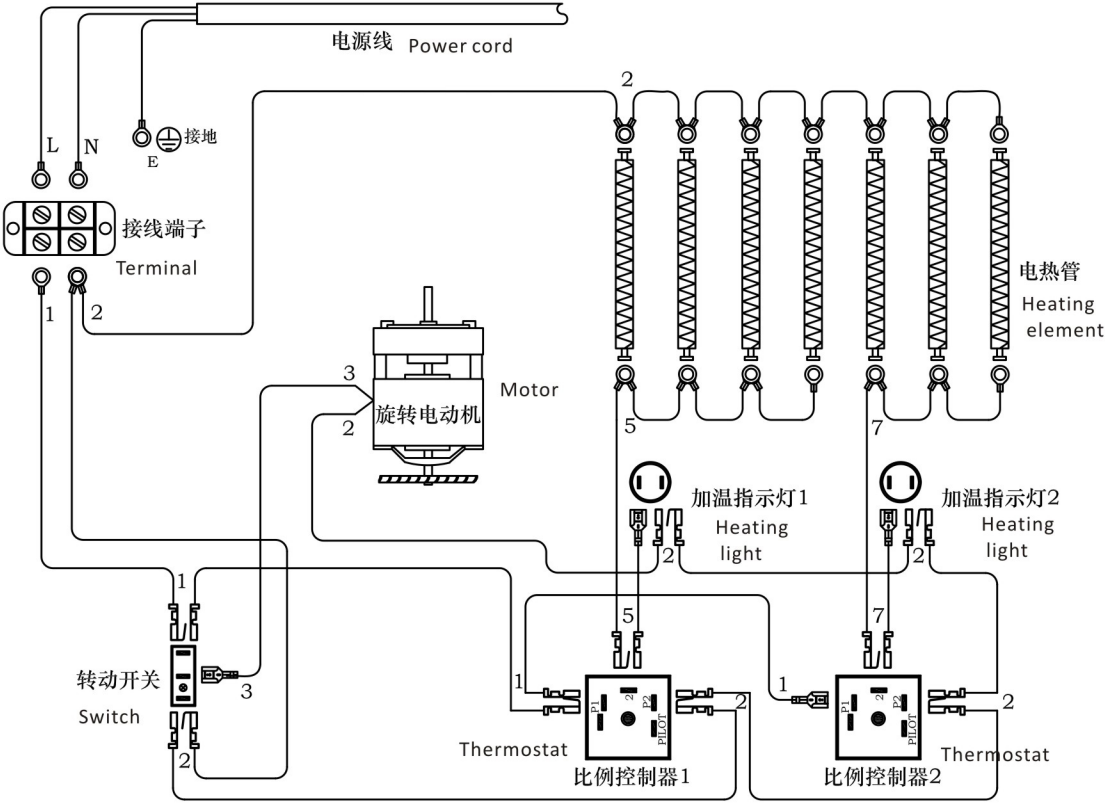 电源线 Power cord
2
L N 接地
E
接线端子
Terminal
1 2
电热管
Heating
element
3
Motor
旋转电动机
2
5 7
加温指示灯1
Heating
light
加温指示灯2
Heating
light
2 2
1
5 7
转动开关
Switch
3
2
1
P1 2 P2
PILOT
2
1
P1 2 P2
PILOT
2
Thermostat
比例控制器1
Thermostat
比例控制器2